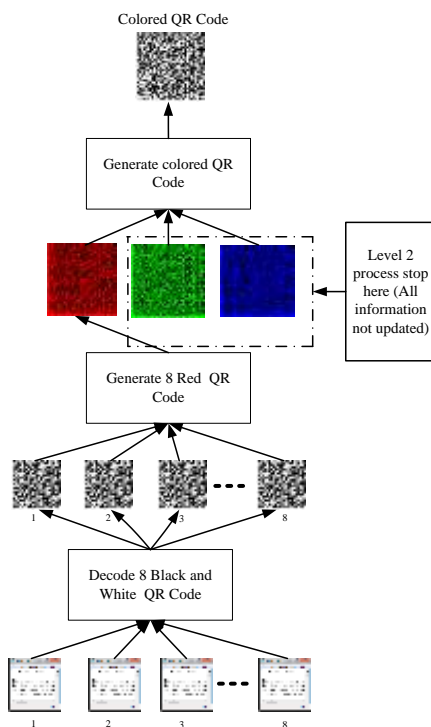 Colored QR Code
Generate colored QR
Code
Level 2
process stop
here (All
information
not updated)
Generate 8 Red QR
Code
1
2
3
8
Decode 8 Black and
White QR Code
1
2
3
8